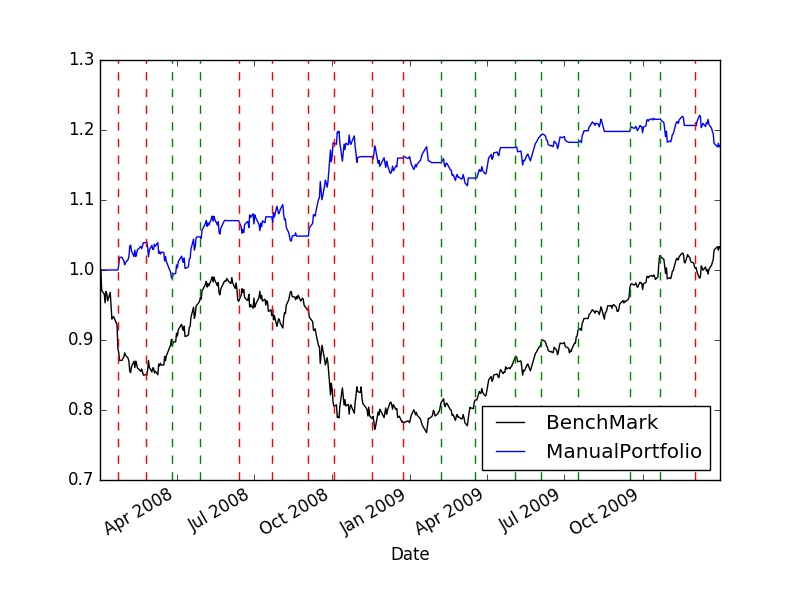 1.3
1.2
1.1
1.0
0.9
0.8
0.7
BenchMark
ManualPortfolio
Apr 2008
Jul 2008
Oct 2008
Jan 2009
Apr 2009
Jul 2009
Oct 2009
Date